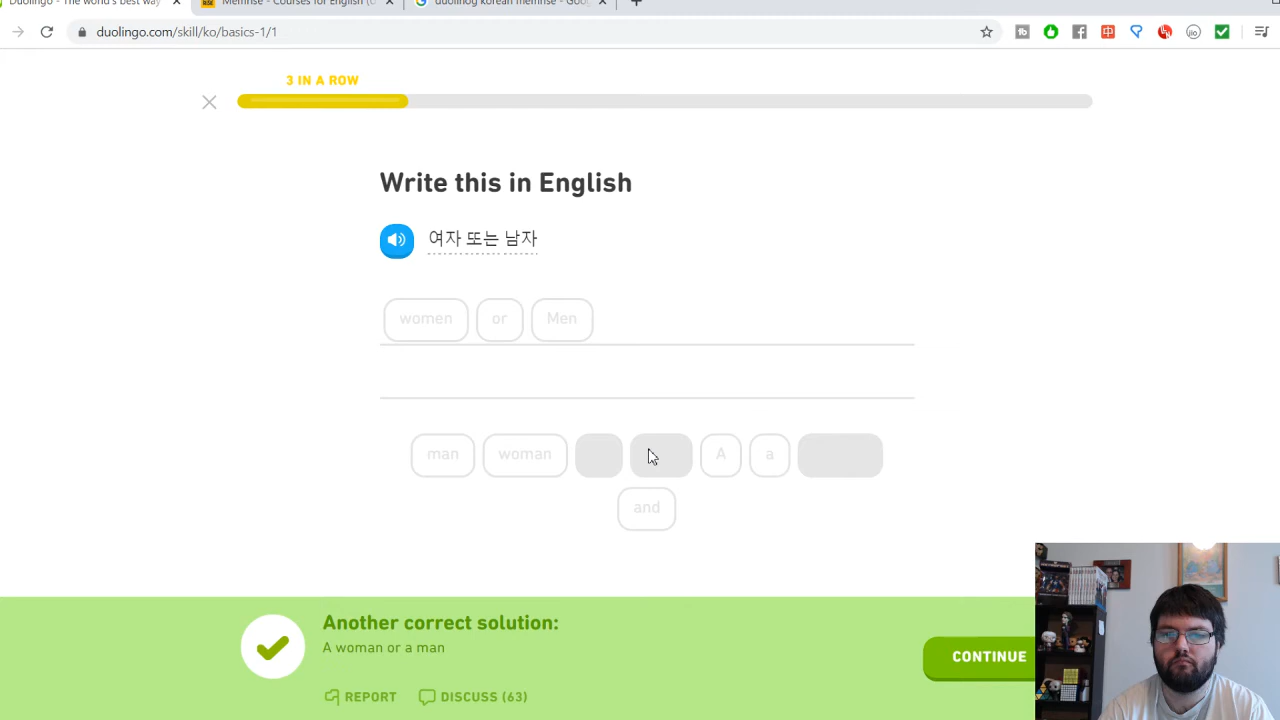 Duolingo - The world's best way
Memrise - Courses for English (
duolinog korean memrise - Goo
duolingo.com/skill/ko/basics-1/1
3 IN A ROW
Write this in English
여자 또는 남자
women or Men
man woman A a
and
Another correct solution:
A woman or a man
CONTINUE
REPORT DISCUSS (63)